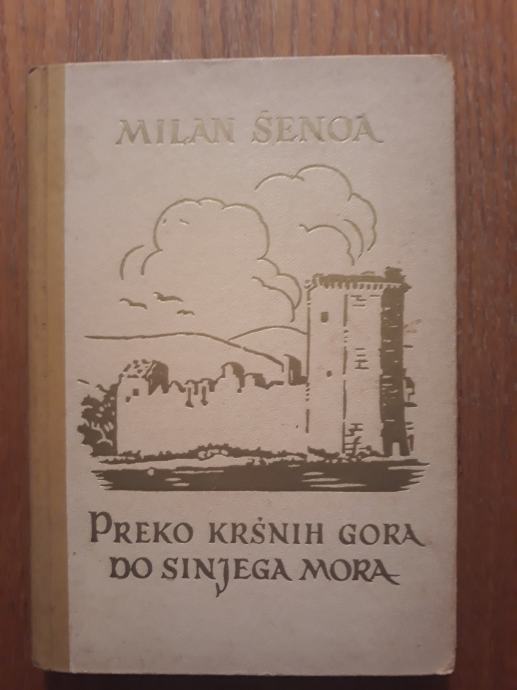 MILAN ŠENOA
PREKO KRŠNIH GORA
DO SINJEGA MORA